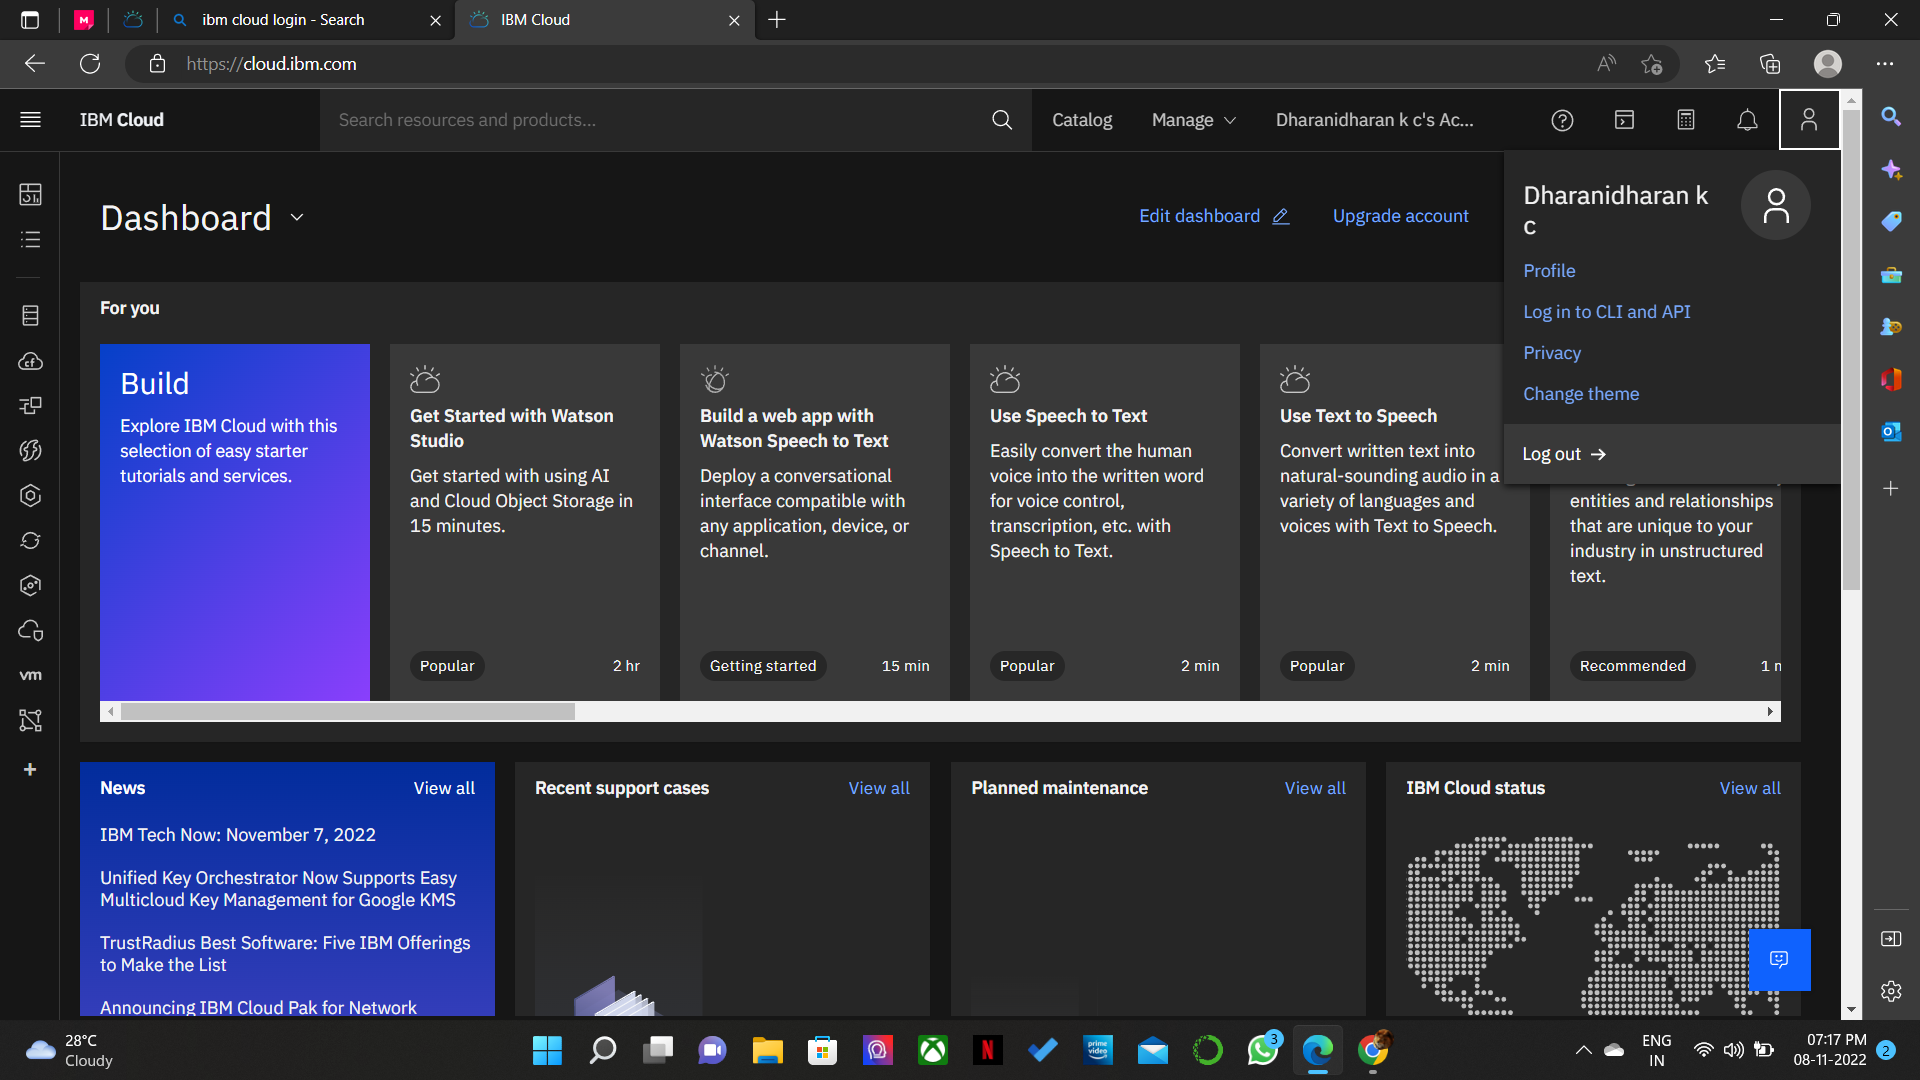 ibm cloud login - Search
IBM Cloud
https://cloud.ibm.com
IBM Cloud
Search resources and products...
Catalog
Manage
Dharanidharan k c's Ac...
Dashboard
Edit dashboard
Upgrade account
Dharanidharan k
c
Profile
Log in to CLI and API
Privacy
Change theme
Log out
For you
Build
Explore IBM Cloud with this
selection of easy starter
tutorials and services.
Get Started with Watson
Studio
Get started with using AI
and Cloud Object Storage in
15 minutes.
Popular
2 hr
Build a web app with
Watson Speech to Text
Deploy a conversational
interface compatible with
any application, device, or
channel.
Getting started
15 min
Use Speech to Text
Easily convert the human
voice into the written word
for voice control,
transcription, etc. with
Speech to Text.
Popular
2 min
Use Text to Speech
Convert written text into
natural-sounding audio in a
variety of languages and
voices with Text to Speech.
Popular
2 min
entities and relationships
that are unique to your
industry in unstructured
text.
Recommended
1 m
vm
News
View all
IBM Tech Now: November 7, 2022
Unified Key Orchestrator Now Supports Easy
Multicloud Key Management for Google KMS
TrustRadius Best Software: Five IBM Offerings
to Make the List
Announcing IBM Cloud Pak for Network
Recent support cases
View all
Planned maintenance
View all
IBM Cloud status
View all
28°C
Cloudy
prime
video
3
ENG
IN
07:17 PM
08-11-2022
2